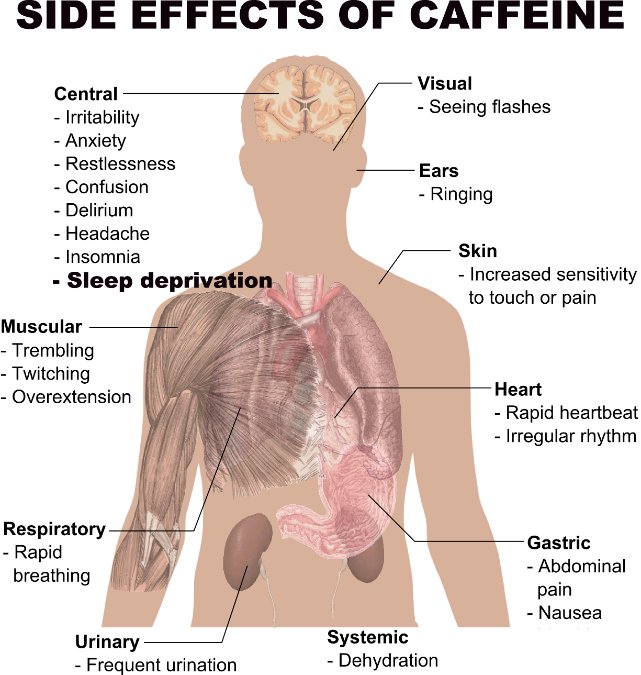 SIDE EFFECTS OF CAFFEINE
Central
- Irritability
- Anxiety
- Restlessness
- Confusion
- Delirium
- Headache
- Insomnia
- Sleep deprivation
Visual
- Seeing flashes
Ears
- Ringing
Skin
- Increased sensitivity
to touch or pain
Muscular
- Trembling
- Twitching
- Overextension
Heart
- Rapid heartbeat
- Irregular rhythm
Respiratory
- Rapid
breathing
Gastric
- Abdominal
pain
- Nausea
Urinary
- Frequent urination
Systemic
- Dehydration